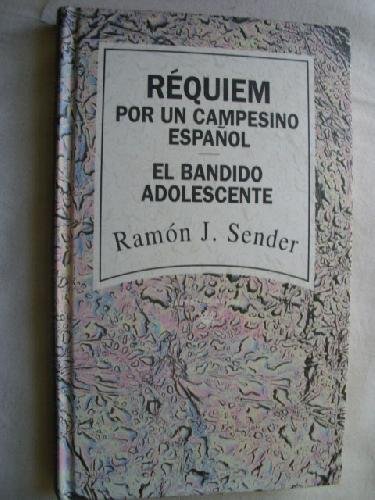 RÉQUIEM
POR UN CAMPESINO
ESPAÑOL
EL BANDIDO
ADOLESCENTE
Ramón J. Sender